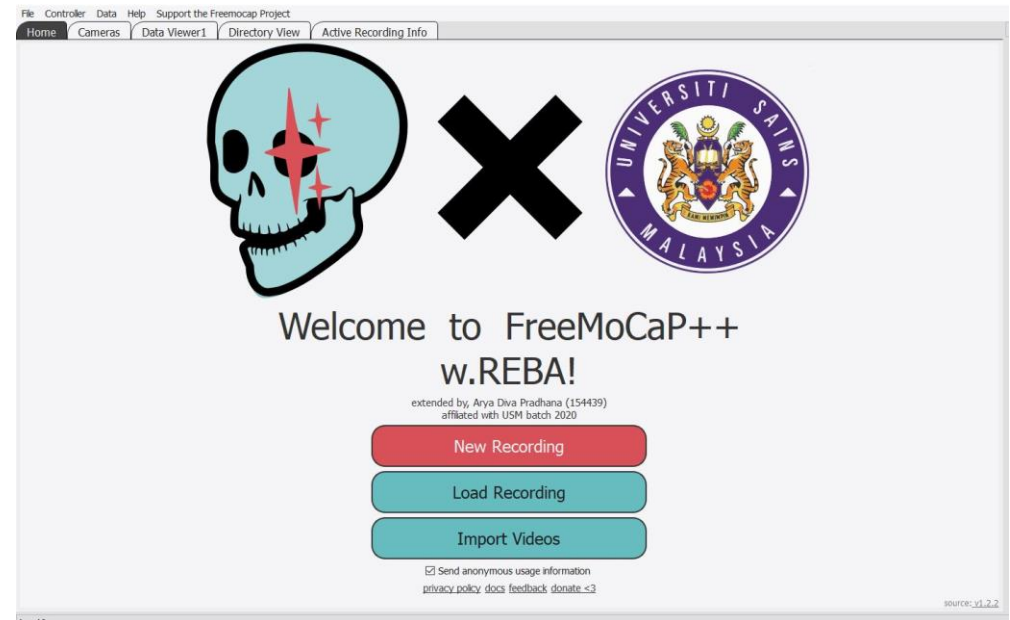 File Controller Data Help Support the Freemocap Project
Home Cameras Data Viewer1 Directory View Active Recording Info
UNIVERSITI SAINS
MALAYSIA
KAMI MEMIMPIN
Welcome to FreeMoCaP++
w.REBA!
extended by, Arya Diva Pradhana (154439)
affiliated with USM batch 2020
New Recording
Load Recording
Import Videos
Send anonymous usage information
privacy policy docs feedback donate <3
source: v1.2.2